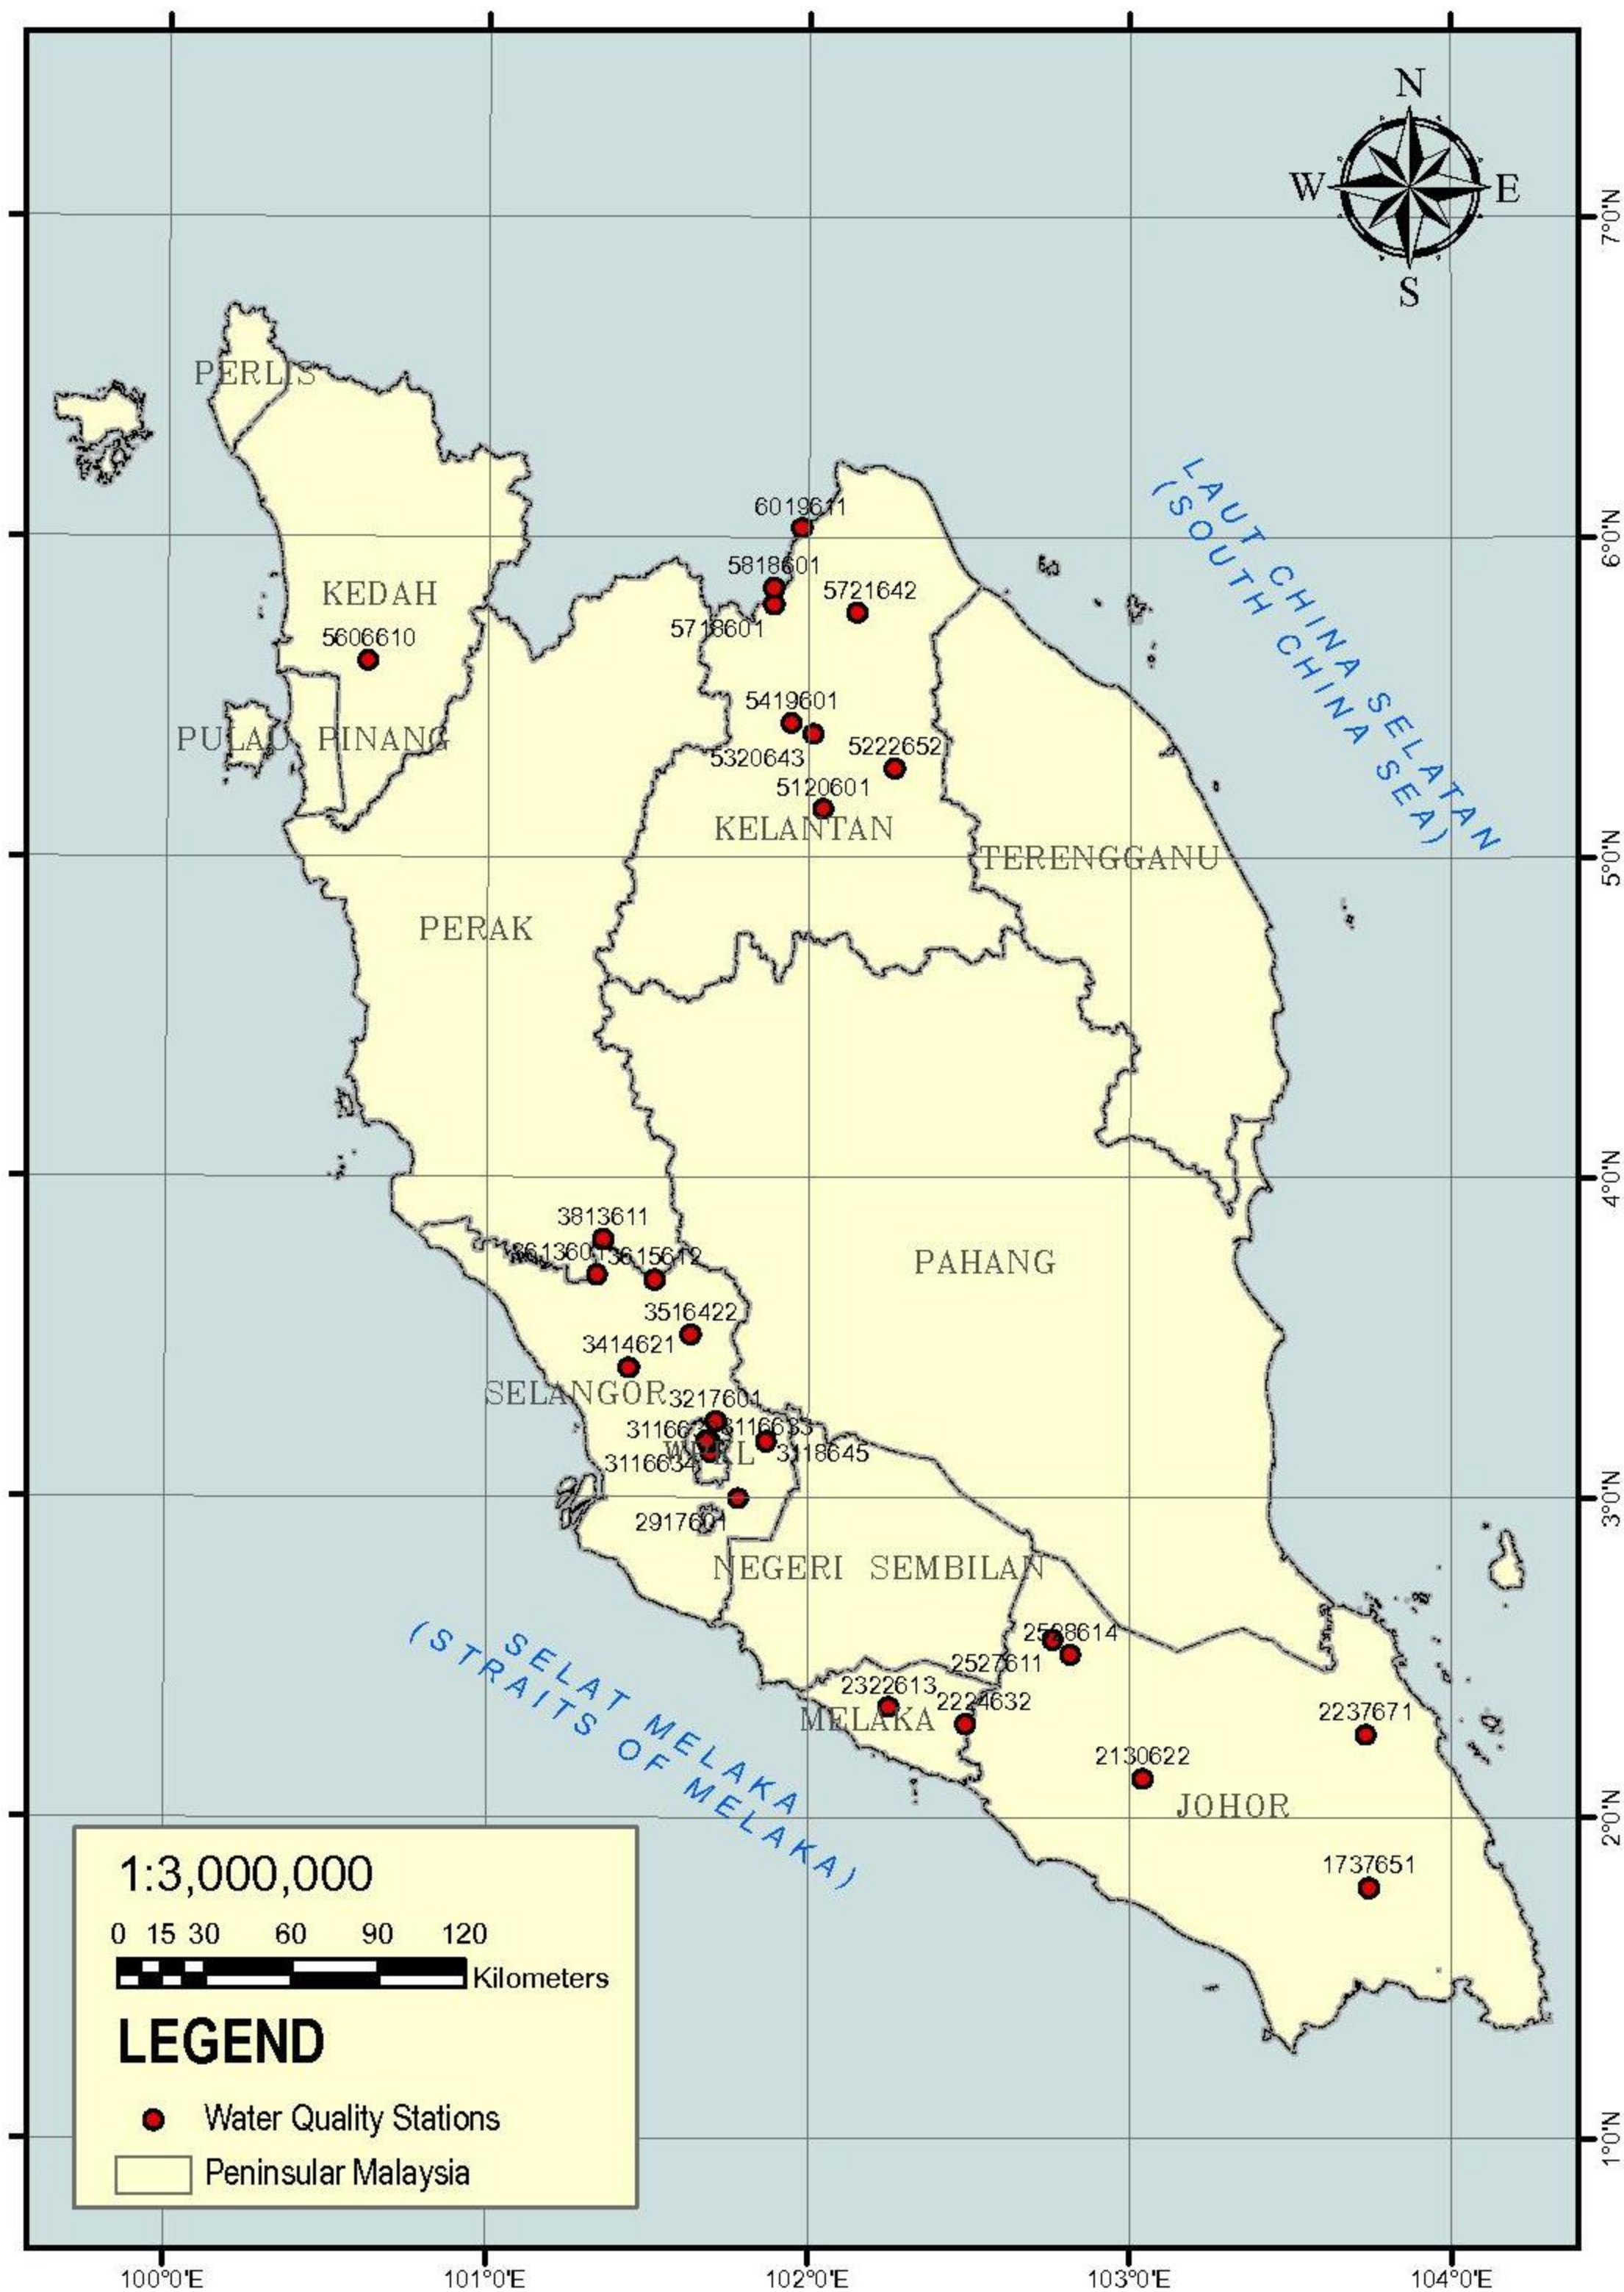 N
W
E
S
7°0'N
PERLIS
LAUT CHINA SELATAN
(SOUTH CHINA SEA)
6019611
6°0'N
5818601
KEDAH
5721642
5718601
5606610
5419601
PULAU PINANG
5320643
5222652
5120601
KELANTAN
TERENGGANU
5°0'N
PERAK
4°0'N
3813611
3613601
3615612
PAHANG
3516422
3414621
SELANGOR
3217601
3116633
3118645
3116634
3°0'N
2917601
NEGERI SEMBILAN
SELAT MELAKA
(STRAITS OF MELAKA)
2528614
2527611
2322613
2224632
MELAKA
2237671
2130622
JOHOR
2°0'N
1737651
1:3,000,000
0 15 30 60 90 120
Kilometers
LEGEND
Water Quality Stations
Peninsular Malaysia
1°0'N
100°0'E
101°0'E
102°0'E
103°0'E
104°0'E